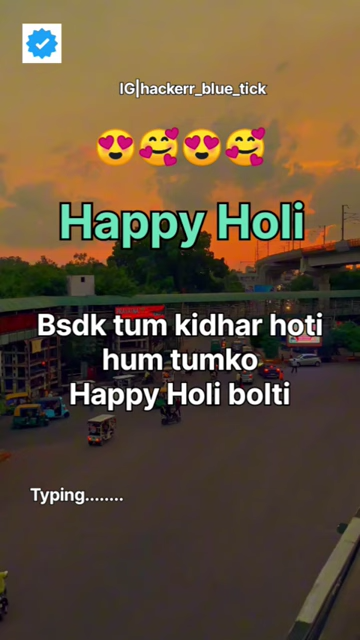 IG|hackerr_blue_tick
😍🥰😍🥰
Happy Holi
Bsdk tum kidhar hoti
hum tumko
Happy Holi bolti
Typing........